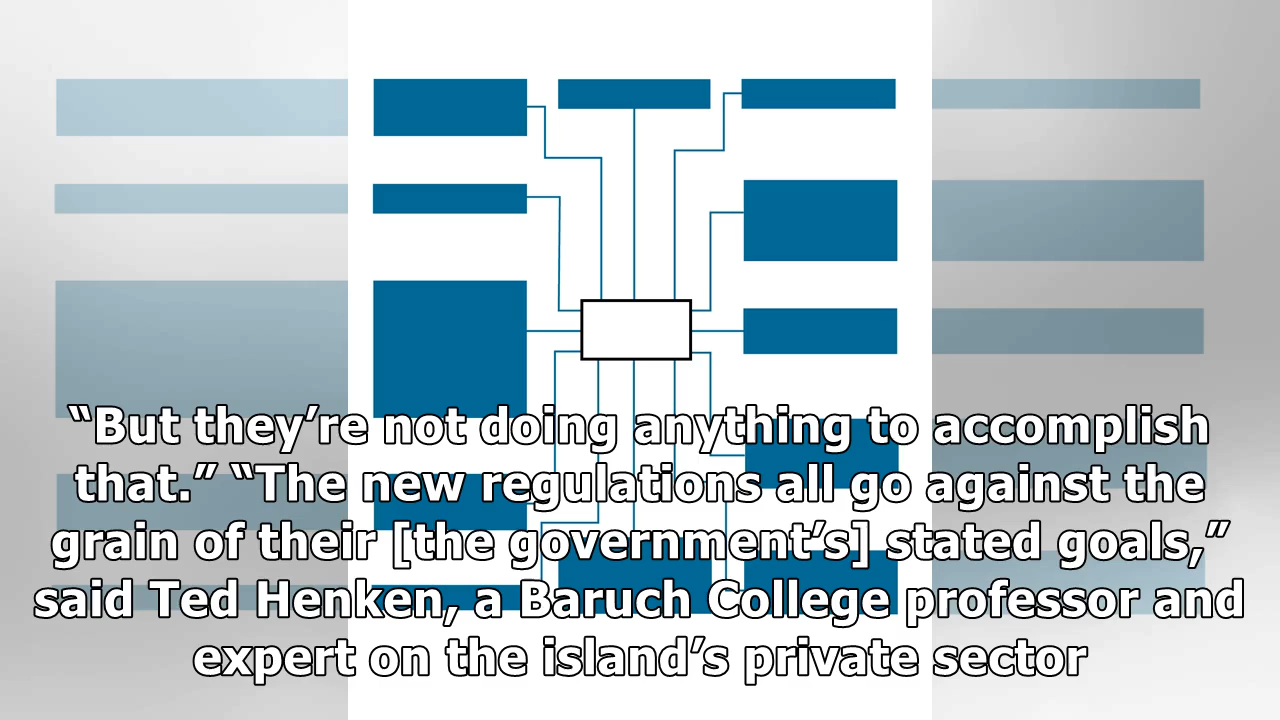 “But they’re not doing anything to accomplish
that.” “The new regulations all go against the
grain of their [the government’s] stated goals,”
said Ted Henken, a Baruch College professor and
expert on the island’s private sector